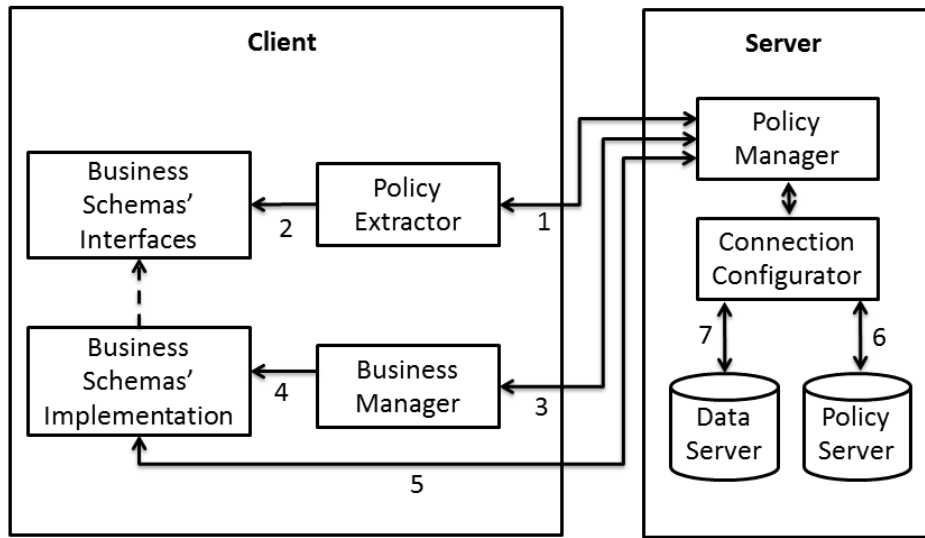 Client
Server
Policy
Manager
Business
Schemas'
Interfaces
Policy
Extractor
2
1
Connection
Configurator
7
6
Business
Schemas'
Implementation
Business
Manager
4
3
Data
Server
Policy
Server
5